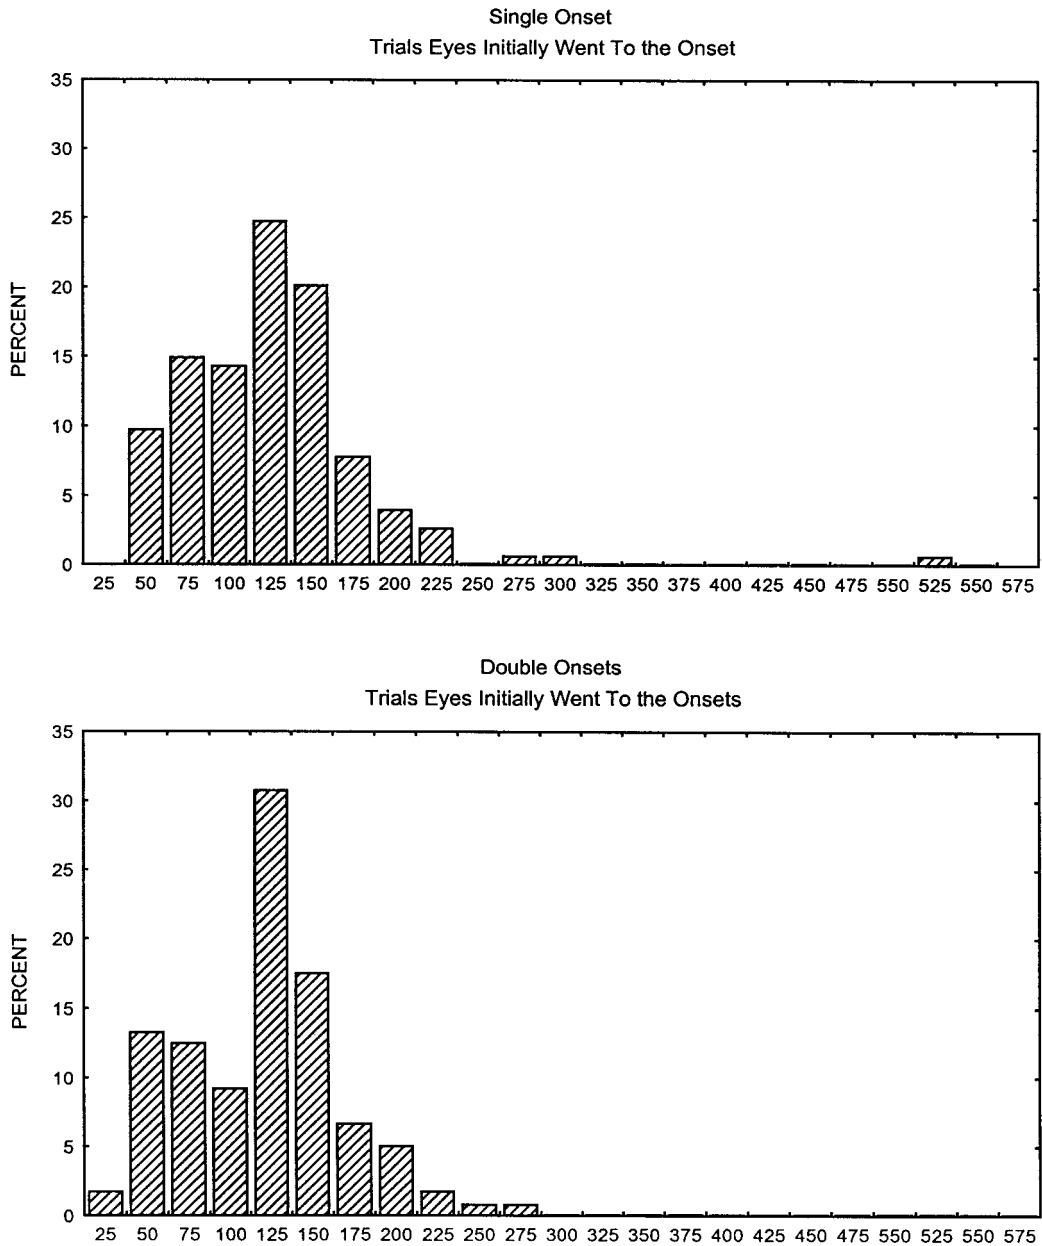 Single Onset
Trials Eyes Initially Went To the Onset
35
30
25
20
15
10
5
0
PERCENT
25 50 75 100 125 150 175 200 225 250 275 300 325 350 375 400 425 450 475 550 525 550 575
Double Onsets
Trials Eyes Initially Went To the Onsets
35
30
25
20
15
10
5
0
PERCENT
25 50 75 100 125 150 175 200 225 250 275 300 325 350 375 400 425 450 475 550 525 550 575